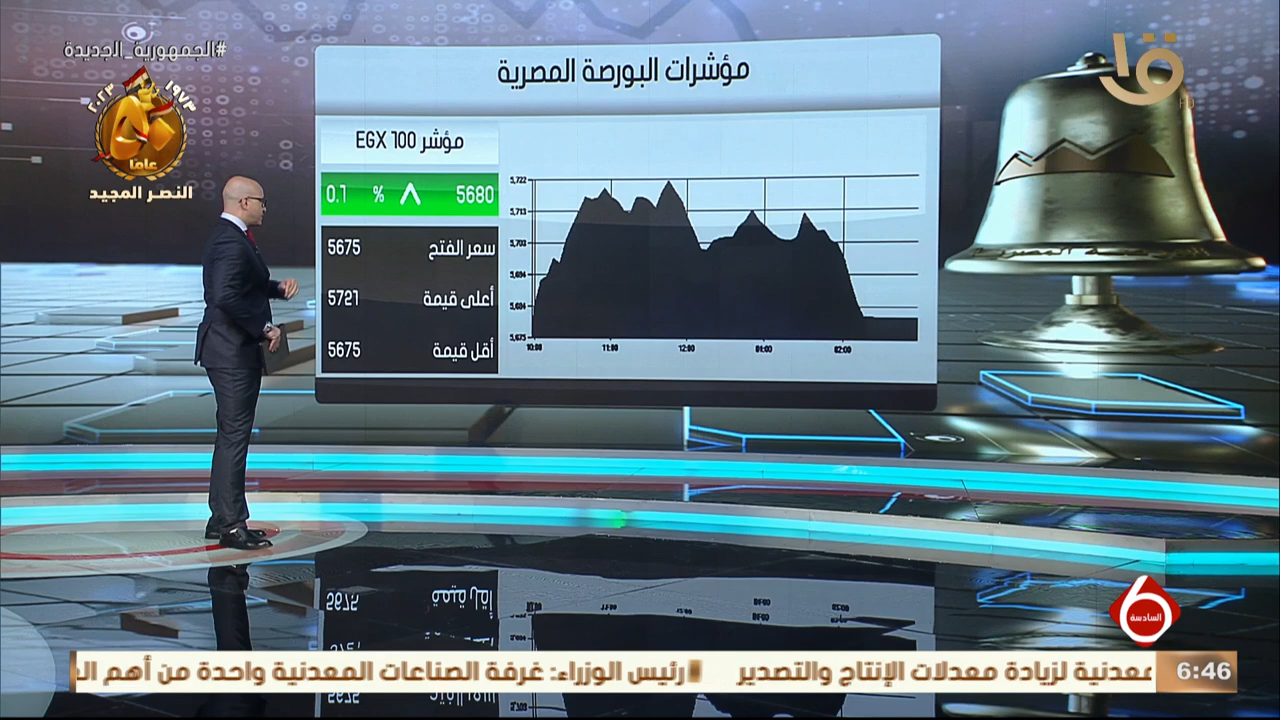 #الجمهورية_الجديدة
١٩٧٣ ٢٠٢٣
عاما
النصر المجيد
مؤشرات البورصة المصرية
مؤشر EGX 100
0.1 % 5680
سعر الفتح 5675
أعلى قيمة 5721
أقل قيمة 5675
5,722
5,713
5,703
5,694
5,684
5,675
10:00 11:00 12:00 01:00 02:00
6 السادسة
6:46
معدنية لزيادة معدلات الإنتاج والتصدير
رئيس الوزراء: غرفة الصناعات المعدنية واحدة من أهم